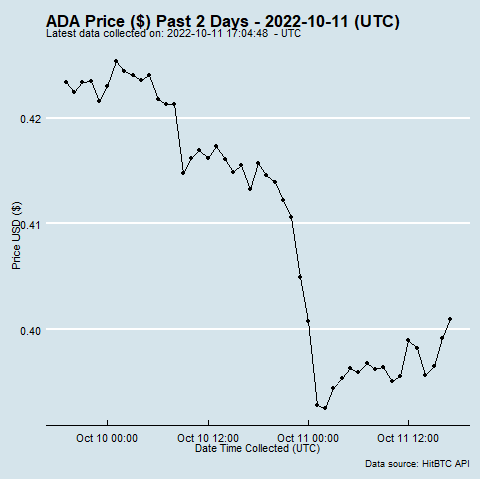 ADA Price ($) Past 2 Days - 2022-10-11 (UTC)
Latest data collected on: 2022-10-11 17:04:48 - UTC
Price USD ($)
0.42
0.41
0.40
Oct 10 00:00 Oct 10 12:00 Oct 11 00:00 Oct 11 12:00
Date Time Collected (UTC)
Data source: HitBTC API